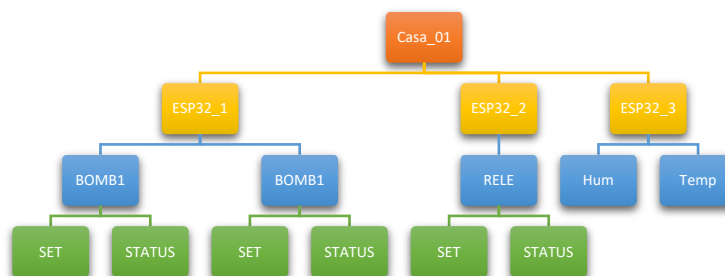 Casa_01
ESP32_1
ESP32_2
ESP32_3
BOMB1
BOMB1
RELE
Hum
Temp
SET
STATUS
SET
STATUS
SET
STATUS